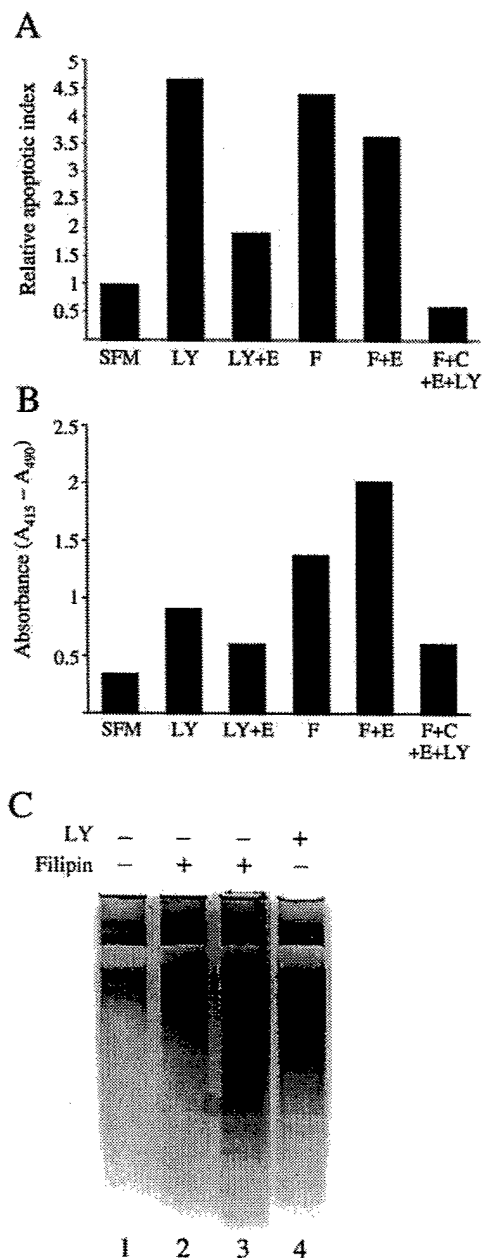 A
Relative apoptotic index
5
4.5
4
3.5
3
2.5
2
1.5
1
0.5
SFM LY LY+E F F+E F+C
+E+LY
B
Absorbance (A415 – A490)
2.5
2
1.5
1
0.5
SFM LY LY+E F F+E F+C
+E+LY
C
LY – – – +
Filipin – + + –
1 2 3 4